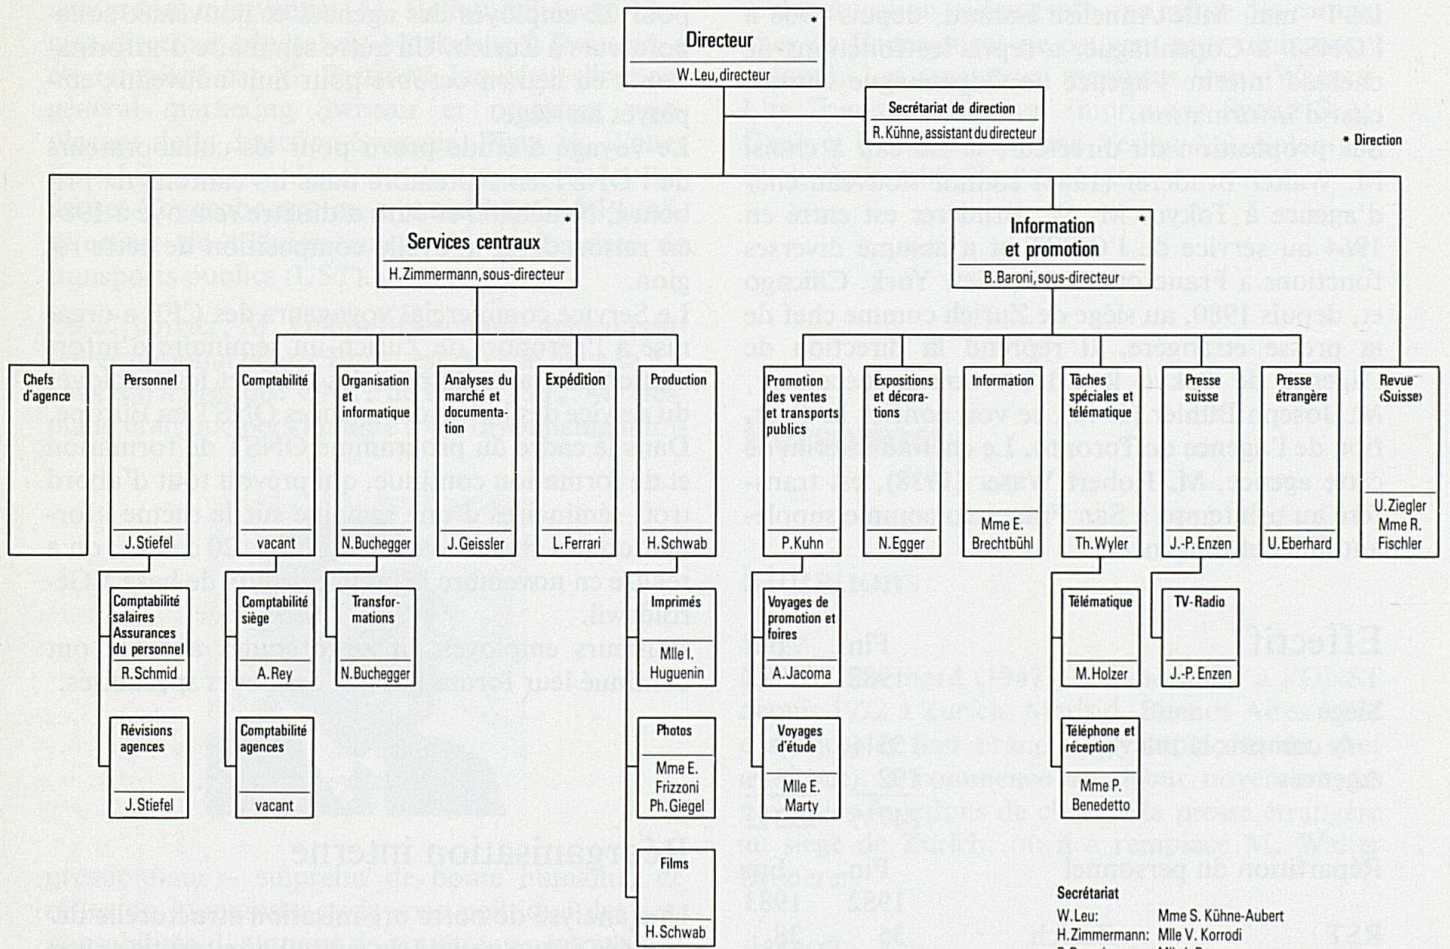 *
Directeur
W. Leu, directeur
Secrétariat de direction
R. Kühne, assistant du directeur
* Direction
*
Services centraux
H. Zimmermann, sous-directeur
*
Information
et promotion
B. Baroni, sous-directeur
Chefs
d'agence
Personnel
J. Stiefel
Comptabilité
vacant
Organisation
et
informatique
N. Buchegger
Analyses du
marché et
documenta-
tion
J. Geissler
Expédition
L. Ferrari
Production
H. Schwab
Promotion
des ventes
et transports
publics
P. Kuhn
Expositions
et décora-
tions
N. Egger
Information
Mme E.
Brechtbühl
Tâches
spéciales et
télématique
Th. Wyler
Presse
suisse
J.-P. Enzen
Presse
étrangère
U. Eberhard
Revue
‹Suisse›
U. Ziegler
Mme R.
Fischler
Comptabilité
salaires
Assurances
du personnel
R. Schmid
Comptabilité
siège
A. Rey
Transfor-
mations
N. Buchegger
Imprimés
Mlle I.
Huguenin
Voyages de
promotion et
foires
A. Jacoma
Télématique
M. Holzer
TV-Radio
J.-P. Enzen
Révisions
agences
J. Stiefel
Comptabilité
agences
vacant
Photos
Mme E.
Frizzoni
Ph. Giegel
Voyages
d'étude
Mlle E.
Marty
Téléphone et
réception
Mme P.
Benedetto
Films
H. Schwab
Secrétariat
W. Leu: Mme S. Kühne-Aubert
H. Zimmermann: Mlle V. Korrodi